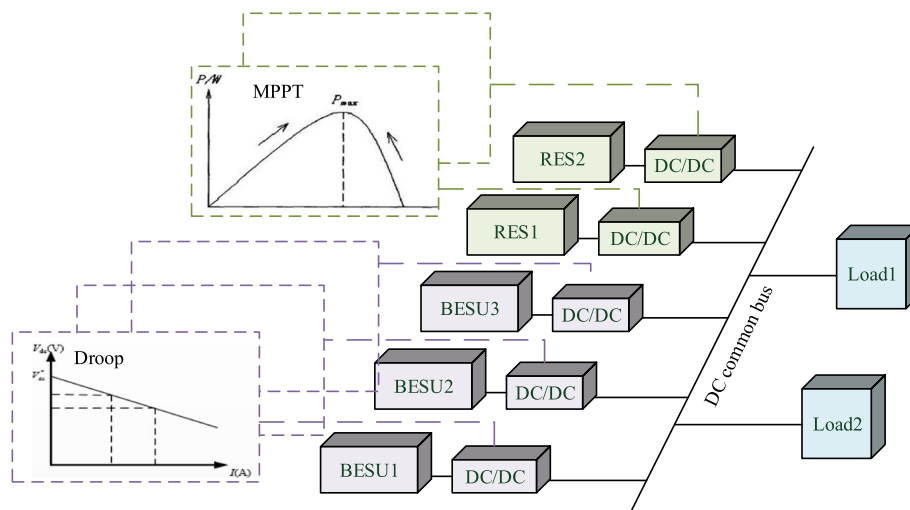 P/W
MPPT
Pmax
RES2
DC/DC
RES1
DC/DC
Load1
BESU3
DC/DC
DC common bus
Vdc(V)
Droop
V*dc
I(A)
BESU2
DC/DC
Load2
BESU1
DC/DC